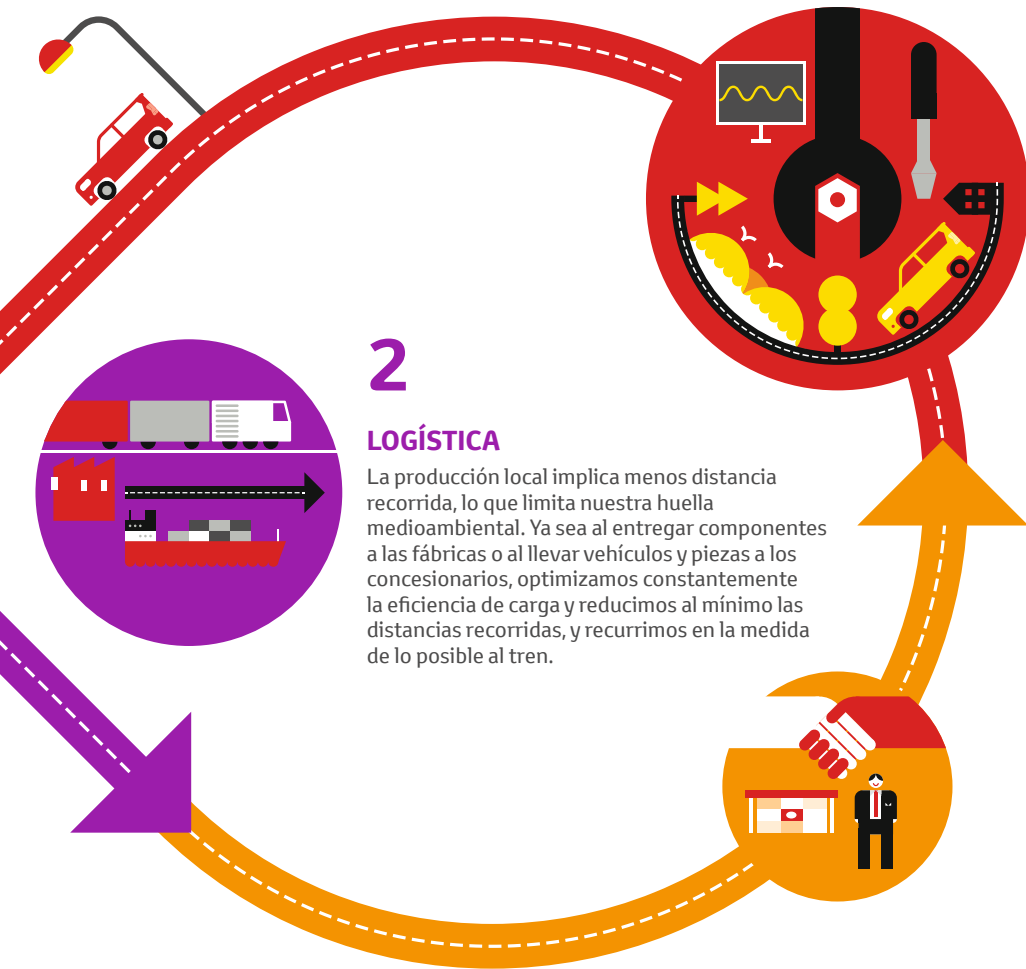 2
LOGÍSTICA
La producción local implica menos distancia
recorrida, lo que limita nuestra huella
medioambiental. Ya sea al entregar componentes
a las fábricas o al llevar vehículos y piezas a los
concesionarios, optimizamos constantemente
la eficiencia de carga y reducimos al mínimo las
distancias recorridas, y recurrimos en la medida
de lo posible al tren.